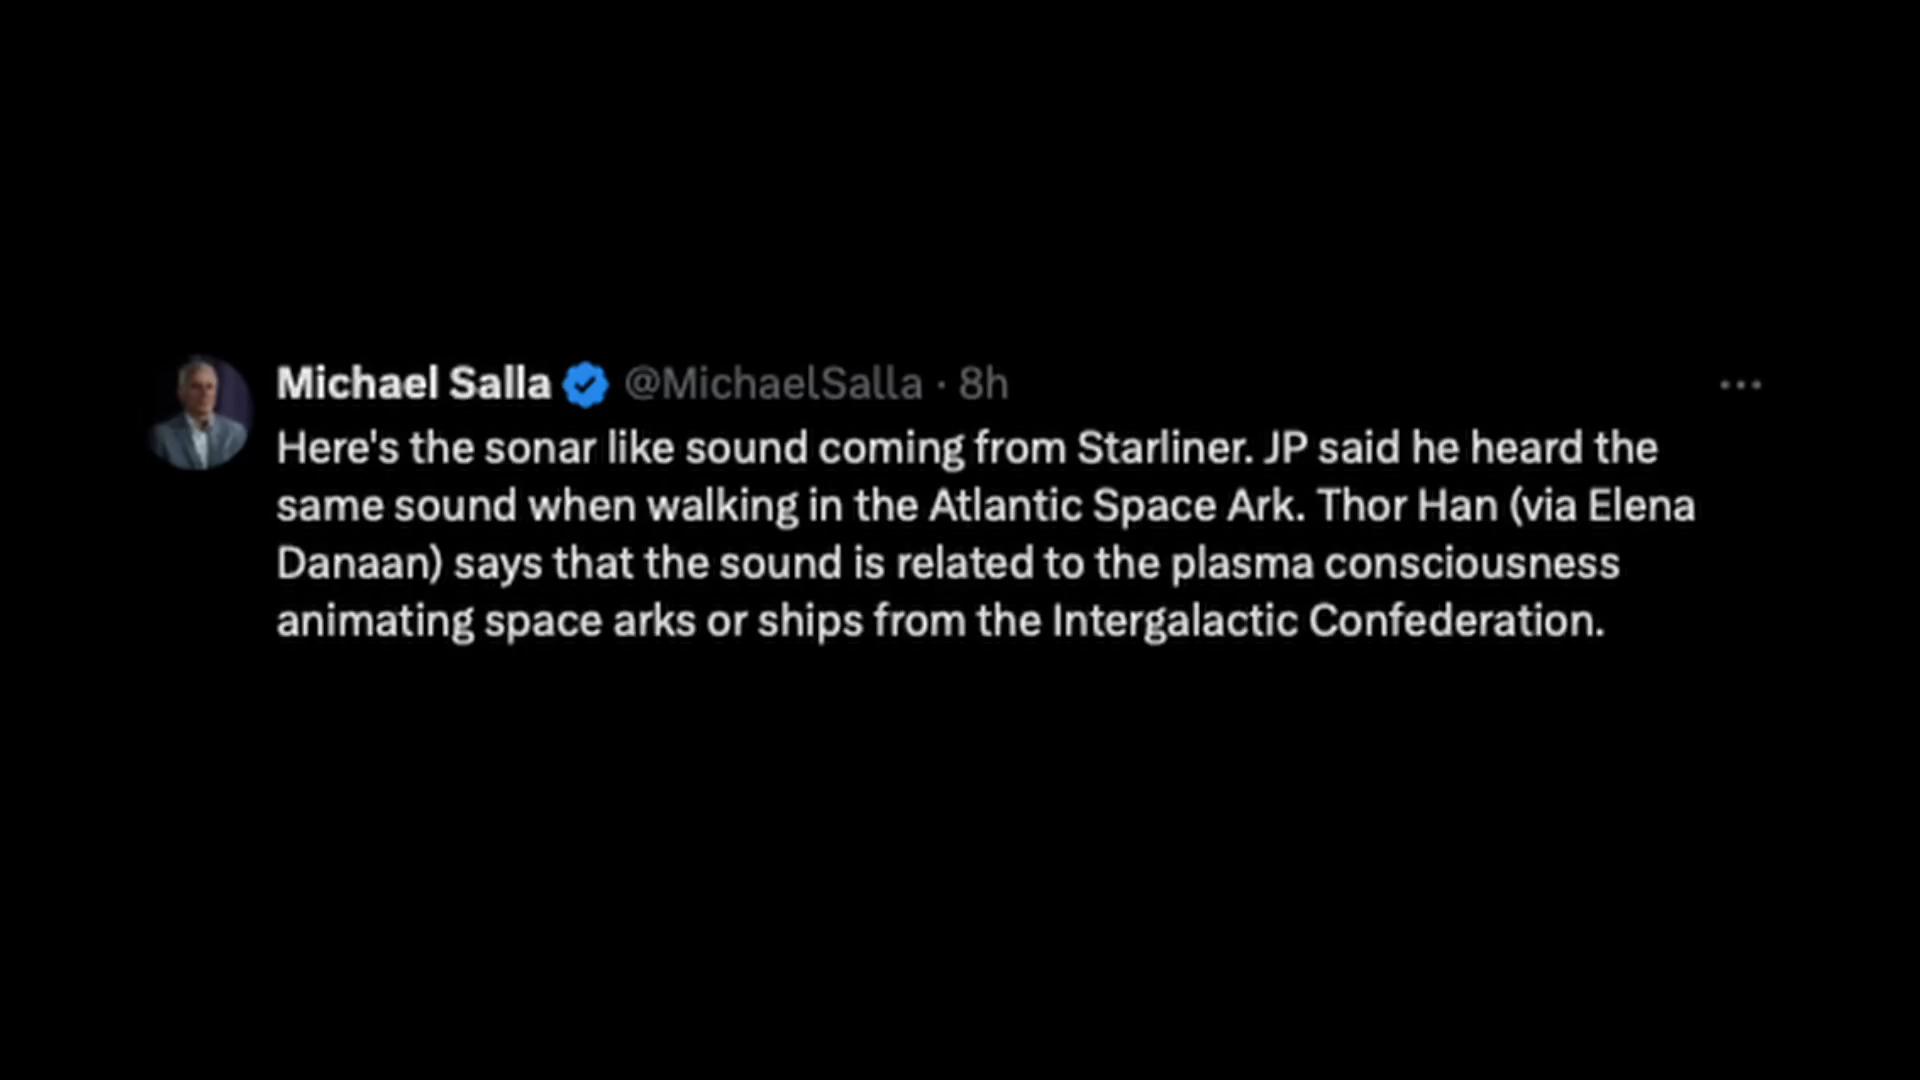 Michael Salla @MichaelSalla · 8h
Here's the sonar like sound coming from Starliner. JP said he heard the
same sound when walking in the Atlantic Space Ark. Thor Han (via Elena
Danaan) says that the sound is related to the plasma consciousness
animating space arks or ships from the Intergalactic Confederation.